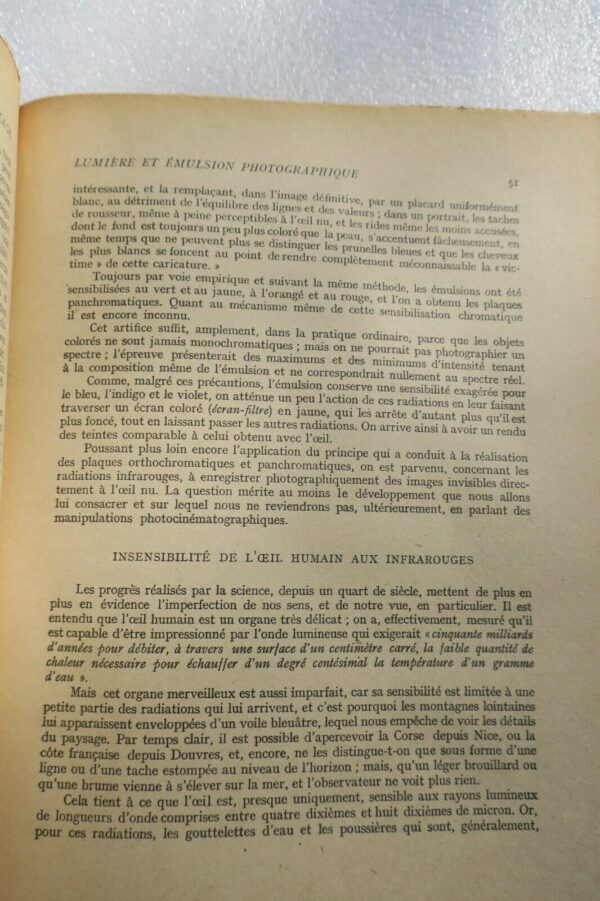 LUMIÈRE ET ÉMULSION PHOTOGRAPHIQUE
51
intéressante, et la remplaçant, dans l'image définitive, par un placard uniformément
blanc, au détriment de l'équilibre des lignes et des valeurs ; dans un portrait, les taches
de rousseur, même à peine perceptibles à l'œil nu, et les rides même les moins accusées,
dont le fond est toujours un peu plus coloré que la peau, s'accentuent fâcheusement, en
même temps que ne peuvent plus se distinguer les prunelles bleues et que les cheveux
les plus blancs se foncent au point de rendre complètement méconnaissable la « vic-
time » de cette caricature. »
Toujours par voie empirique et suivant la même méthode, les émulsions ont été
sensibilisées au vert et au jaune, à l'orangé et au rouge, et l'on a obtenu les plaques
panchromatiques. Quant au mécanisme même de cette sensibilisation chromatique
il est encore inconnu.
Cet artifice suffit, amplement, dans la pratique ordinaire, parce que les objets
colorés ne sont jamais monochromatiques ; mais on ne pourrait pas photographier un
spectre ; l'épreuve présenterait des maximums et des minimums d'intensité tenant
à la composition même de l'émulsion et ne correspondrait nullement au spectre réel.
Comme, malgré ces précautions, l'émulsion conserve une sensibilité exagérée pour
le bleu, l'indigo et le violet, on atténue un peu l'action de ces radiations en leur faisant
traverser un écran coloré (écran-filtre) en jaune, qui les arrête d'autant plus qu'il est
plus foncé, tout en laissant passer les autres radiations. On arrive ainsi à avoir un rendu
des teintes comparable à celui obtenu avec l'œil.
Poussant plus loin encore l'application du principe qui a conduit à la réalisation
des plaques orthochromatiques et panchromatiques, on est parvenu, concernant les
radiations infrarouges, à enregistrer photographiquement des images invisibles direc-
tement à l'œil nu. La question mérite au moins le développement que nous allons
lui consacrer et sur lequel nous ne reviendrons pas, ultérieurement, en parlant des
manipulations photocinématographiques.
INSENSIBILITÉ DE L'ŒIL HUMAIN AUX INFRAROUGES
Les progrès réalisés par la science, depuis un quart de siècle, mettent de plus en
plus en évidence l'imperfection de nos sens, et de notre vue, en particulier. Il est
entendu que l'œil humain est un organe très délicat ; on a, effectivement, mesuré qu'il
est capable d'être impressionné par l'onde lumineuse qui exigerait « cinquante milliards
d'années pour débiter, à travers une surface d'un centimètre carré, la faible quantité de
chaleur nécessaire pour échauffer d'un degré centésimal la température d'un gramme
d'eau ».
Mais cet organe merveilleux est aussi imparfait, car sa sensibilité est limitée à une
petite partie des radiations qui lui arrivent, et c'est pourquoi les montagnes lointaines
lui apparaissent enveloppées d'un voile bleuâtre, lequel nous empêche de voir les détails
du paysage. Par temps clair, il est possible d'apercevoir la Corse depuis Nice, ou la
côte française depuis Douvres, et, encore, ne les distingue-t-on que sous forme d'une
ligne ou d'une tache estompée au niveau de l'horizon ; mais, qu'un léger brouillard ou
qu'une brume vienne à s'élever sur la mer, et l'observateur ne voit plus rien.
Cela tient à ce que l'œil est, presque uniquement, sensible aux rayons lumineux
de longueurs d'onde comprises entre quatre dixièmes et huit dixièmes de micron. Or,
pour ces radiations, les gouttelettes d'eau et les poussières qui sont, généralement,